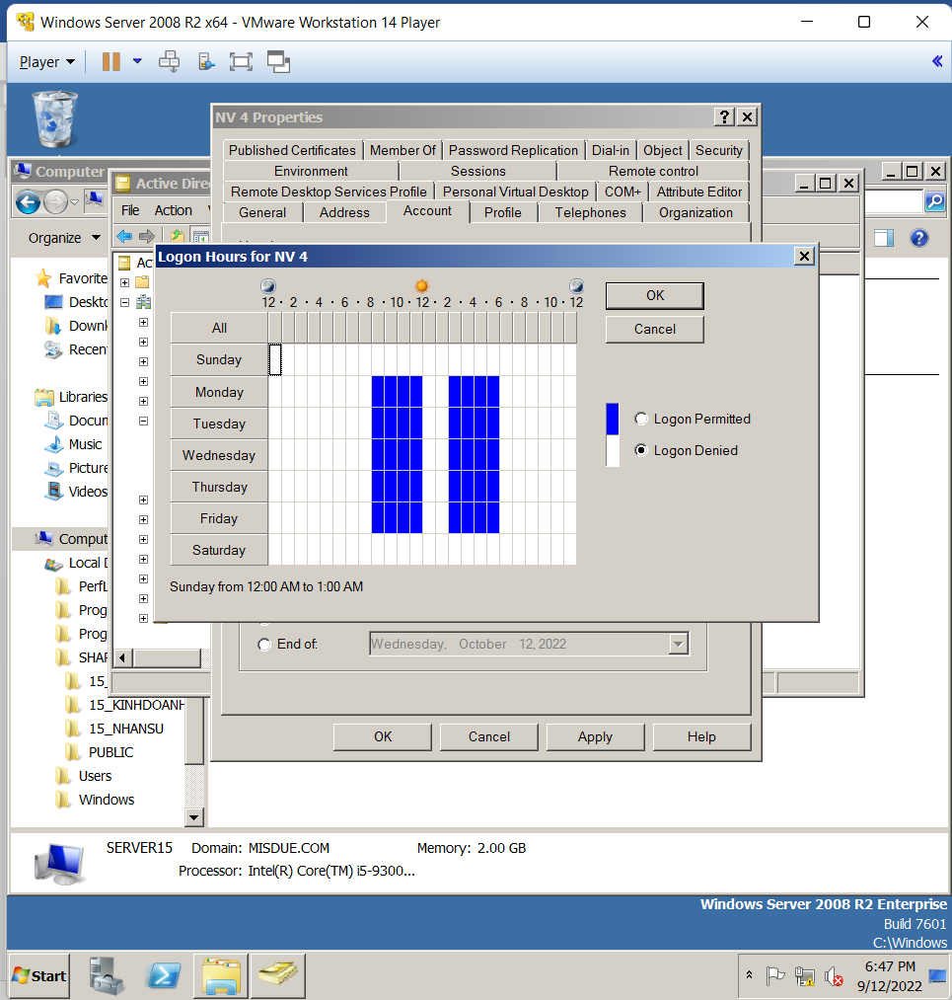 Windows Server 2008 R2 x64 - VMware Workstation 14 Player
Player
NV 4 Properties
Published Certificates Member Of Password Replication Dial-in Object Security
Environment Sessions Remote control
Remote Desktop Services Profile Personal Virtual Desktop COM+ Attribute Editor
General Address Account Profile Telephones Organization
Computer
Active Dire
File Action
Organize
Logon Hours for NV 4
12 · 2 · 4 · 6 · 8 · 10 · 12 · 2 · 4 · 6 · 8 · 10 · 12
All
Sunday
Monday
Tuesday
Wednesday
Thursday
Friday
Saturday
Sunday from 12:00 AM to 1:00 AM
OK
Cancel
Logon Permitted
Logon Denied
Favorite
Deskto
Downl
Recen
Libraries
Docum
Music
Picture
Videos
Comput
Local D
PerfL
Prog
Prog
SHAR
15_
15_KINHDOANH
15_NHANSU
PUBLIC
Users
Windows
Ac
End of:
Wednesday, October 12, 2022
OK Cancel Apply Help
SERVER15 Domain: MISDUE.COM Memory: 2.00 GB
Processor: Intel(R) Core(TM) i5-9300...
Windows Server 2008 R2 Enterprise
Build 7601
C:\Windows
Start
6:47 PM
9/12/2022